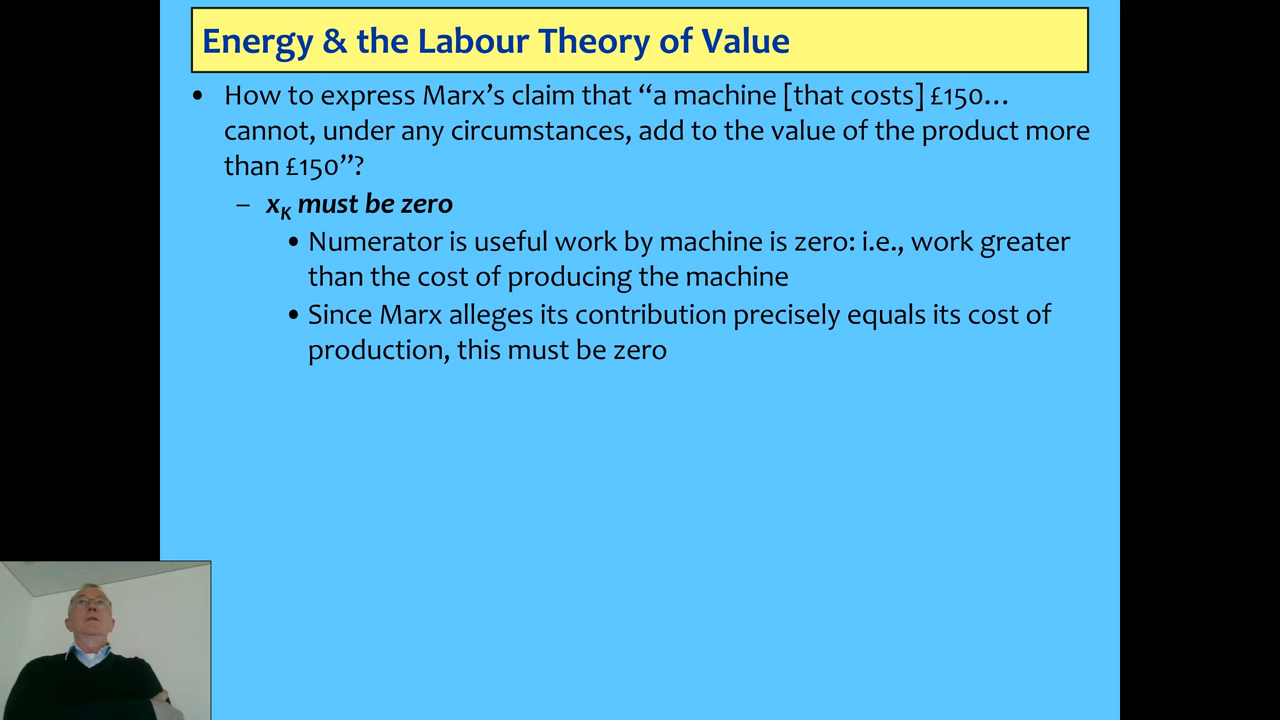 Energy & the Labour Theory of Value
• How to express Marx’s claim that “a machine [that costs] £150…
cannot, under any circumstances, add to the value of the product more
than £150”?
– xK must be zero
• Numerator is useful work by machine is zero: i.e., work greater
than the cost of producing the machine
• Since Marx alleges its contribution precisely equals its cost of
production, this must be zero